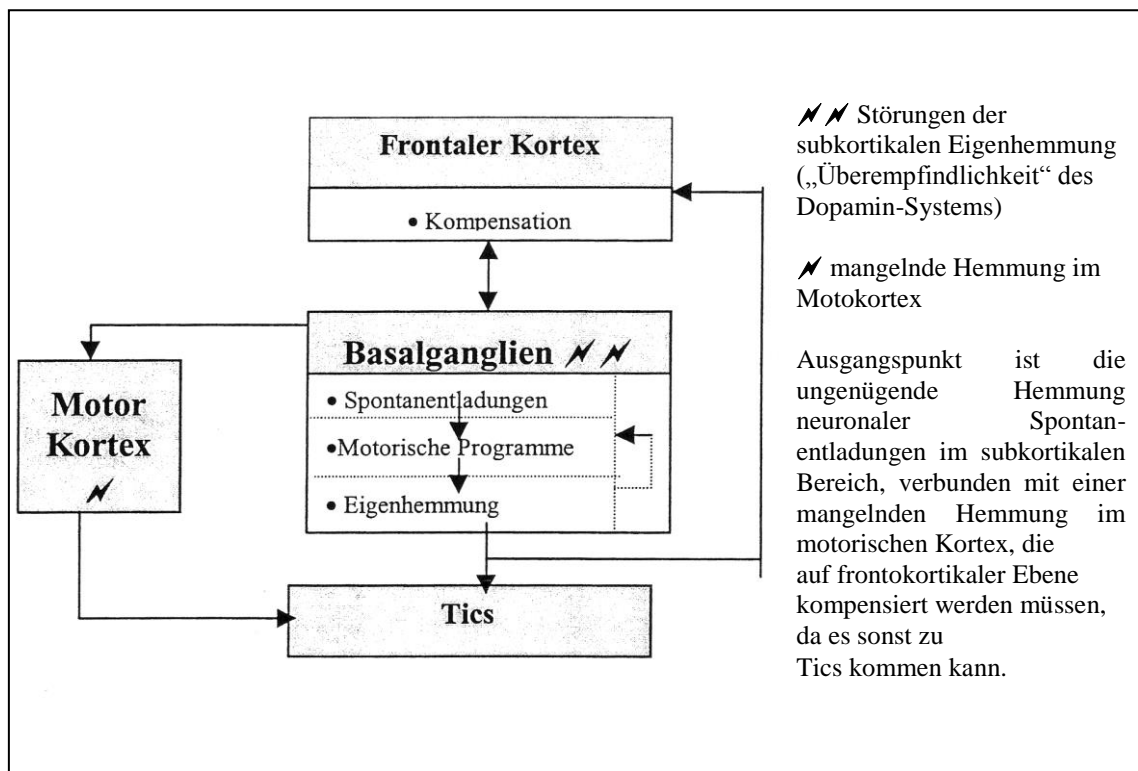 Frontaler Kortex
• Kompensation
Basalganglien
• Spontanentladungen
•Motorische Programme
• Eigenhemmung
Motor
Kortex
Tics
Störungen der
subkortikalen Eigenhemmung
(„Überempfindlichkeit“ des
Dopamin-Systems)
mangelnde Hemmung im
Motokortex
Ausgangspunkt ist die
ungenügende Hemmung
neuronaler Spontan-
entladungen im subkortikalen
Bereich, verbunden mit einer
mangelnden Hemmung im
motorischen Kortex, die
auf frontokortikaler Ebene
kompensiert werden müssen,
da es sonst zu
Tics kommen kann.